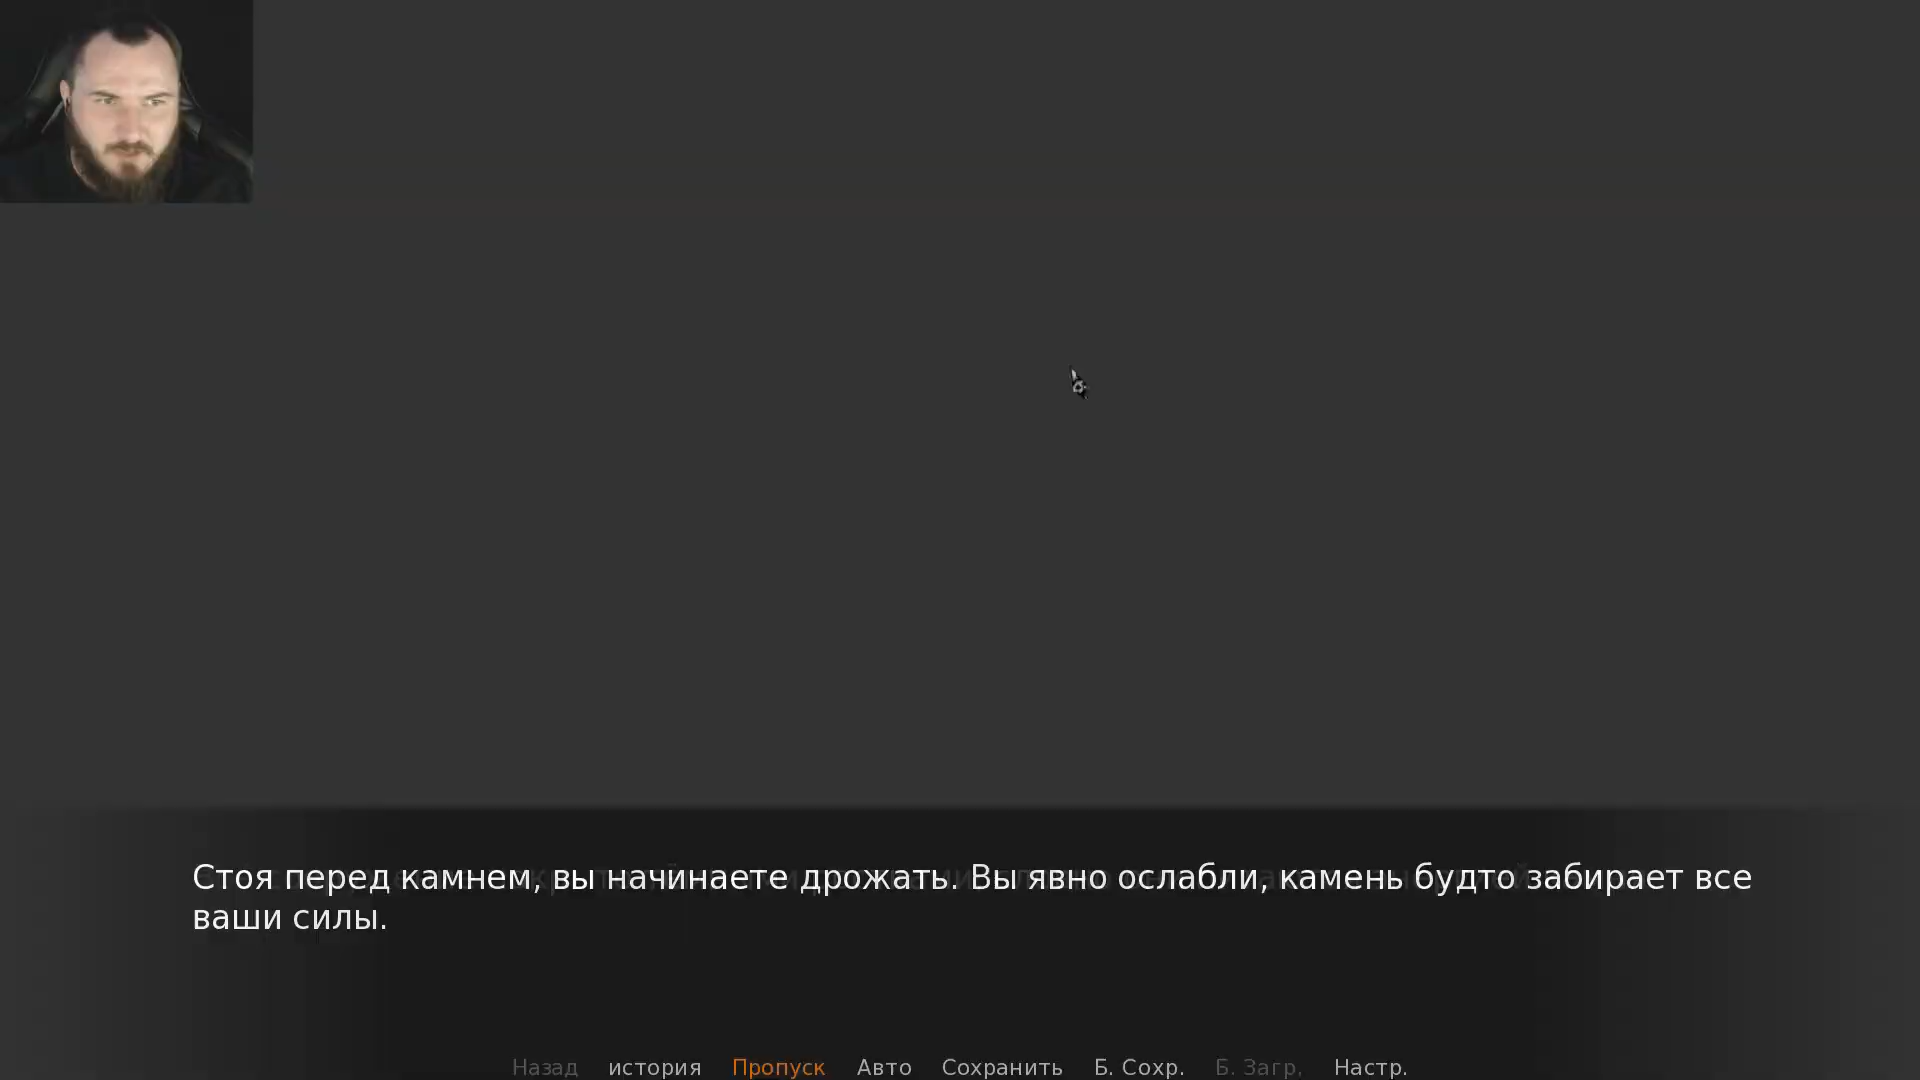 Стоя перед камнем, вы начинаете дрожать. Вы явно ослабли, камень будто забирает все
ваши силы.
Назад история Пропуск Авто Сохранить Б. Сохр. Б. Загр. Настр.